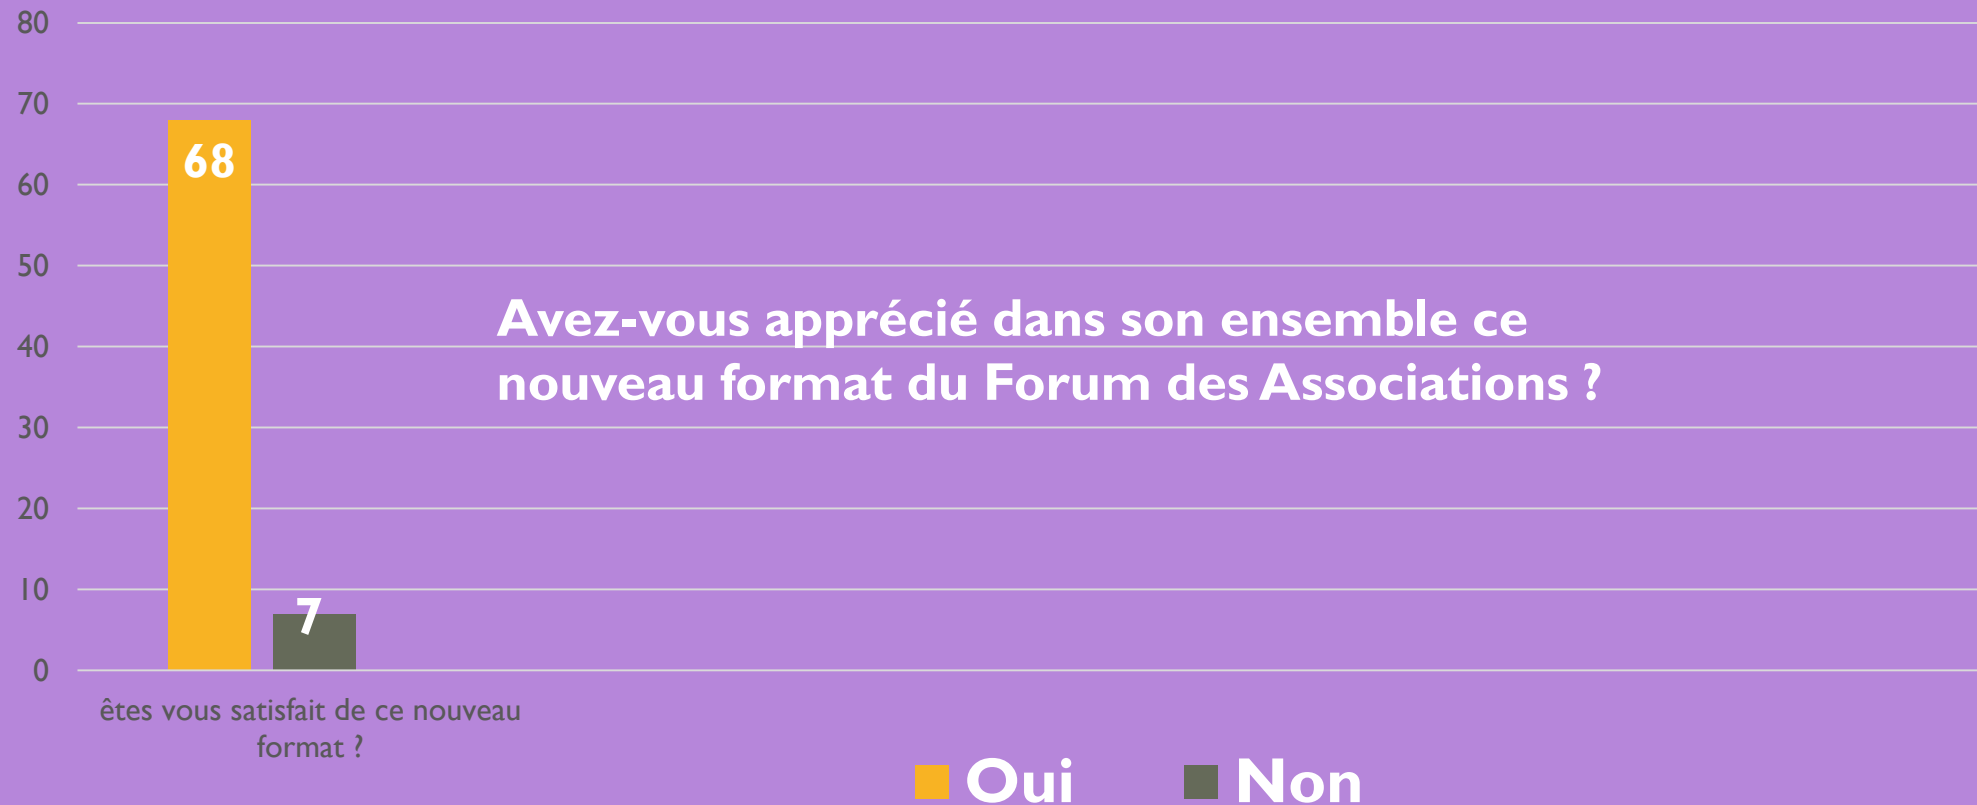 80
70
60
50
40
30
20
10
0
68
7
Avez-vous apprécié dans son ensemble ce
nouveau format du Forum des Associations ?
êtes vous satisfait de ce nouveau
format ?
Oui
Non